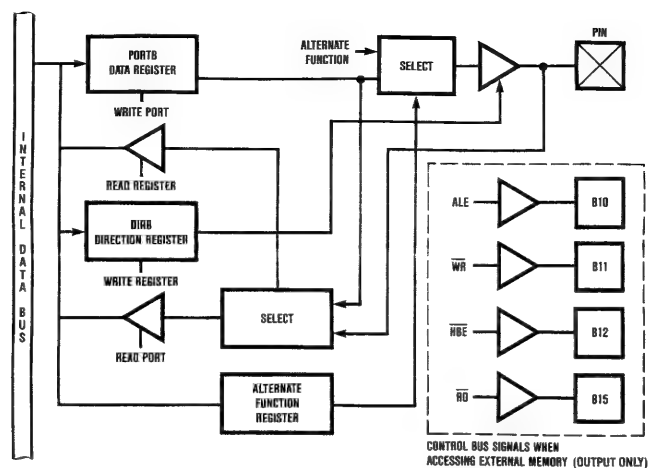 PORTB
DATA REGISTER
WRITE PORT
ALTERNATE
FUNCTION
SELECT
PIN
INTERNAL DATA BUS
READ REGISTER
DIRB
DIRECTION REGISTER
WRITE REGISTER
READ PORT
SELECT
ALTERNATE
FUNCTION
REGISTER
ALE
B10
WR
B11
HBE
B12
RD
B15
CONTROL BUS SIGNALS WHEN
ACCESSING EXTERNAL MEMORY (OUTPUT ONLY)